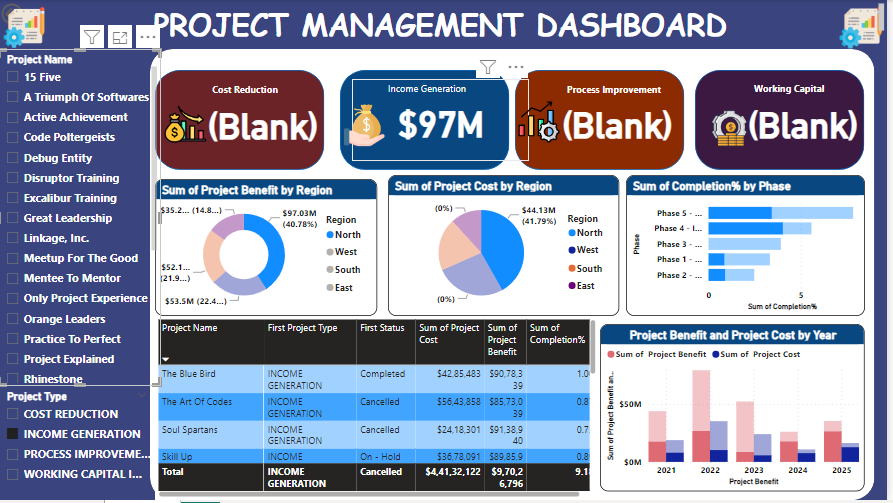 PROJECT MANAGEMENT DASHBOARD
Project Name
15 Five
A Triumph Of Softwares
Active Achievement
Code Poltergeists
Debug Entity
Disruptor Training
Excalibur Training
Great Leadership
Linkage, Inc.
Meetup For The Good
Mentee To Mentor
Only Project Experience
Orange Leaders
Practice To Perfect
Project Explained
Rhinestone
Project Type
COST REDUCTION
INCOME GENERATION
PROCESS IMPROVEME...
WORKING CAPITAL I...
Cost Reduction
(Blank)
Income Generation
$97M
Process Improvement
(Blank)
Working Capital
(Blank)
Sum of Project Benefit by Region
$35.2... (14.8...)
$97.03M
(40.78%)
$52.1...
(21.9...)
$53.5M (22.4...)
Region
North
West
South
East
Sum of Project Cost by Region
(0%)
$44.13M
(41.79%)
(0%)
Region
North
West
South
East
Sum of Completion% by Phase
Phase
Phase 5 - ...
Phase 4 - I...
Phase 3 - ...
Phase 1 - ...
Phase 2 - ...
0 5
Sum of Completion%
Project Name First Project Type First Status Sum of Project Cost Sum of Project Benefit Sum of Completion%
The Blue Bird INCOME GENERATION Completed $42,85,483 $90,78,339 1.0
The Art Of Codes INCOME GENERATION Cancelled $56,43,858 $85,73,039 0.8
Soul Spartans INCOME GENERATION Cancelled $24,18,301 $91,38,940 0.7
Skill Up INCOME On - Hold $36,78,091 $89,85,9 0.8
Total INCOME GENERATION Cancelled $4,41,32,122 $9,70,26,796 9.1
Project Benefit and Project Cost by Year
Sum of Project Benefit Sum of Project Cost
Sum of Project Benefit an...
$50M
$0M
2021 2022 2023 2024 2025
Project Benefit